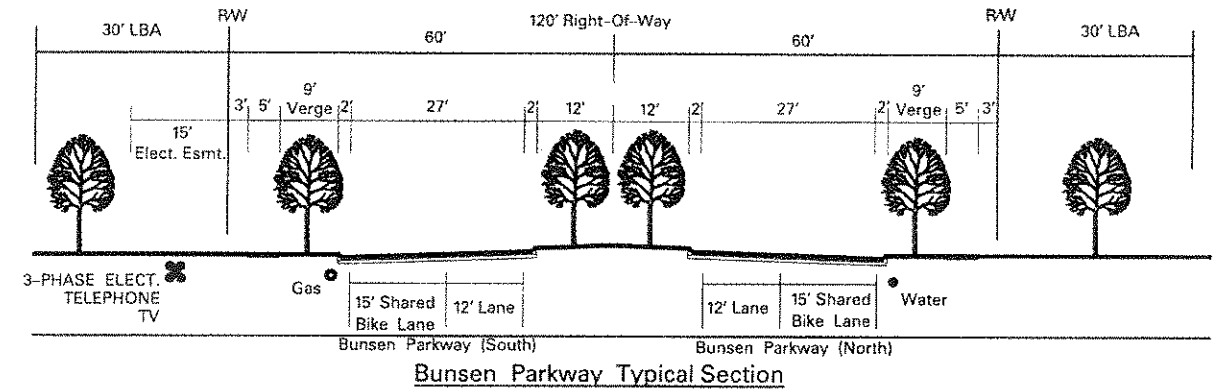 R/W
120' Right-Of-Way
R/W
30' LBA
60'
60'
30' LBA
9'
Verge
3'
5'
2'
27'
2'
12'
12'
2'
27'
2'
9'
Verge
5'
3'
15'
Elect. Esmt.
3-PHASE ELECT.
TELEPHONE
TV
Gas
Water
15' Shared
Bike Lane
12' Lane
12' Lane
15' Shared
Bike Lane
Bunsen Parkway (South)
Bunsen Parkway (North)
Bunsen Parkway Typical Section